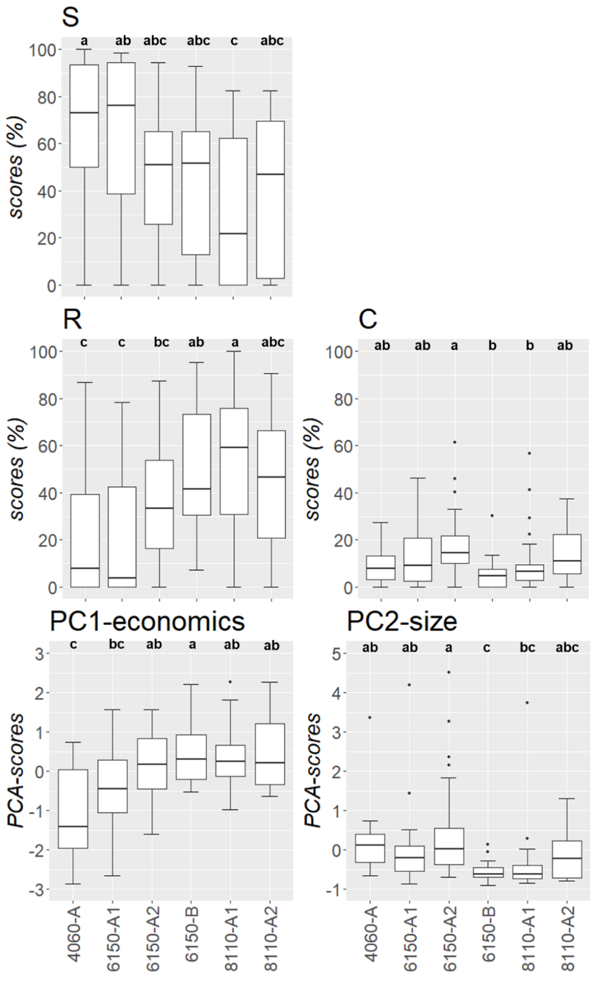 S
a ab abc abc c abc
100
80
60
40
20
0
scores (%)
R
c c bc ab a abc
100
80
60
40
20
0
scores (%)
C
ab ab a b b ab
100
80
60
40
20
0
scores (%)
PC1-economics
c bc ab a ab ab
3
2
1
0
-1
-2
-3
PCA-scores
4060-A
6150-A1
6150-A2
6150-B
8110-A1
8110-A2
PC2-size
ab ab a c bc abc
5
4
3
2
1
0
-1
PCA-scores
4060-A
6150-A1
6150-A2
6150-B
8110-A1
8110-A2